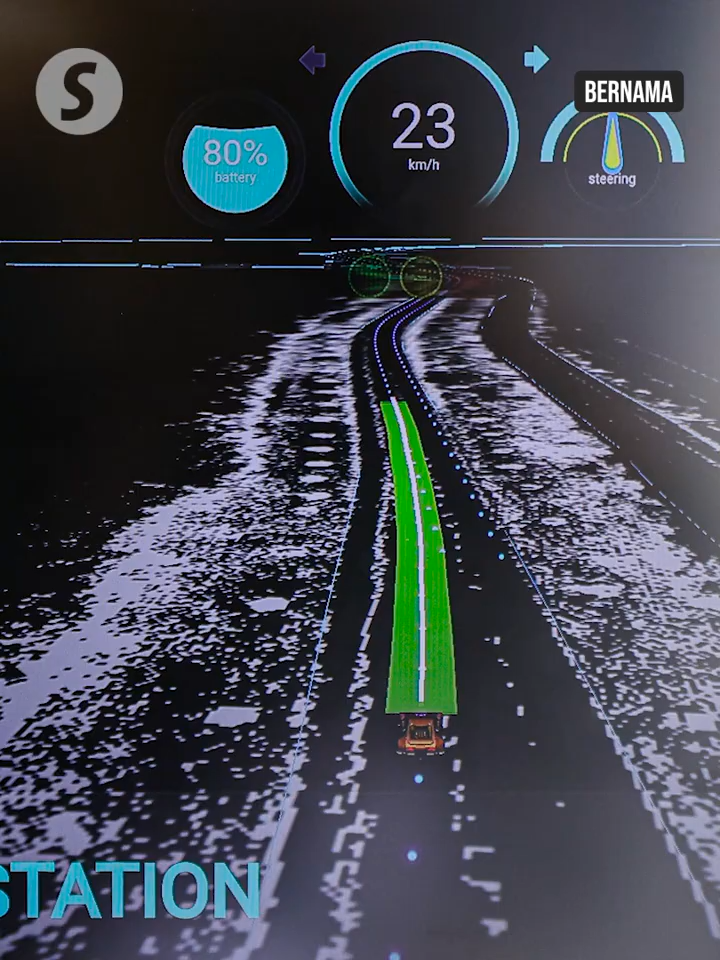 S
BERNAMA
80%
battery
23
km/h
steering
STATION